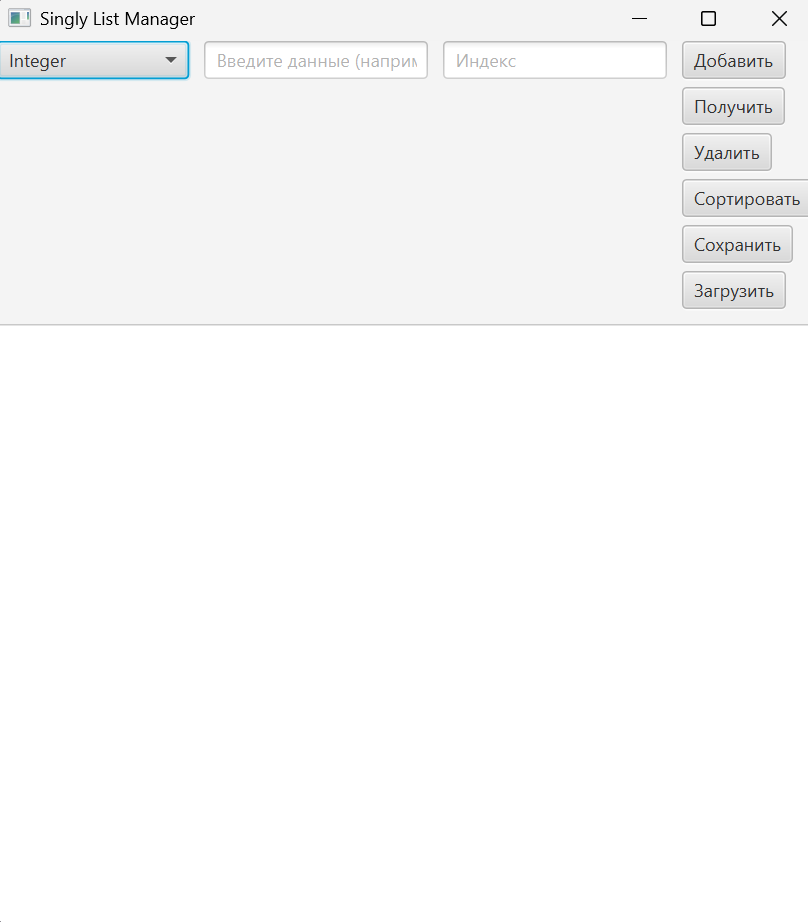 Singly List Manager
Integer
Введите данные (наприм
Индекс
Добавить
Получить
Удалить
Сортировать
Сохранить
Загрузить